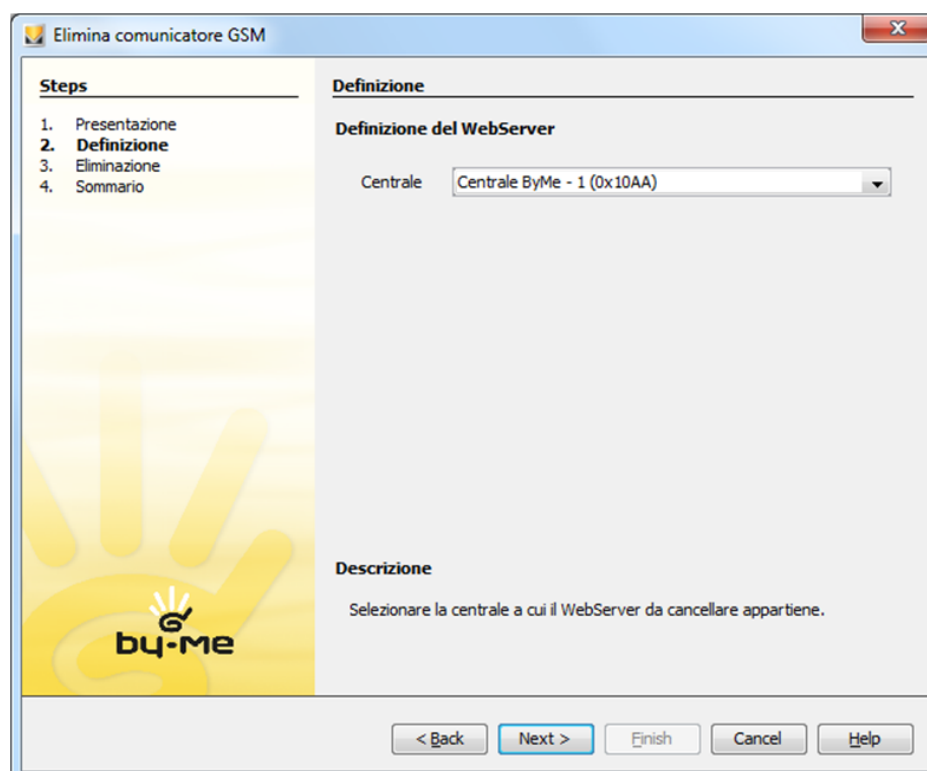 Elimina comunicatore GSM
Steps
1. Presentazione
2. Definizione
3. Eliminazione
4. Sommario
by-me
Definizione
Definizione del WebServer
Centrale Centrale ByMe - 1 (0x10AA)
Descrizione
Selezionare la centrale a cui il WebServer da cancellare appartiene.
< Back Next > Finish Cancel Help